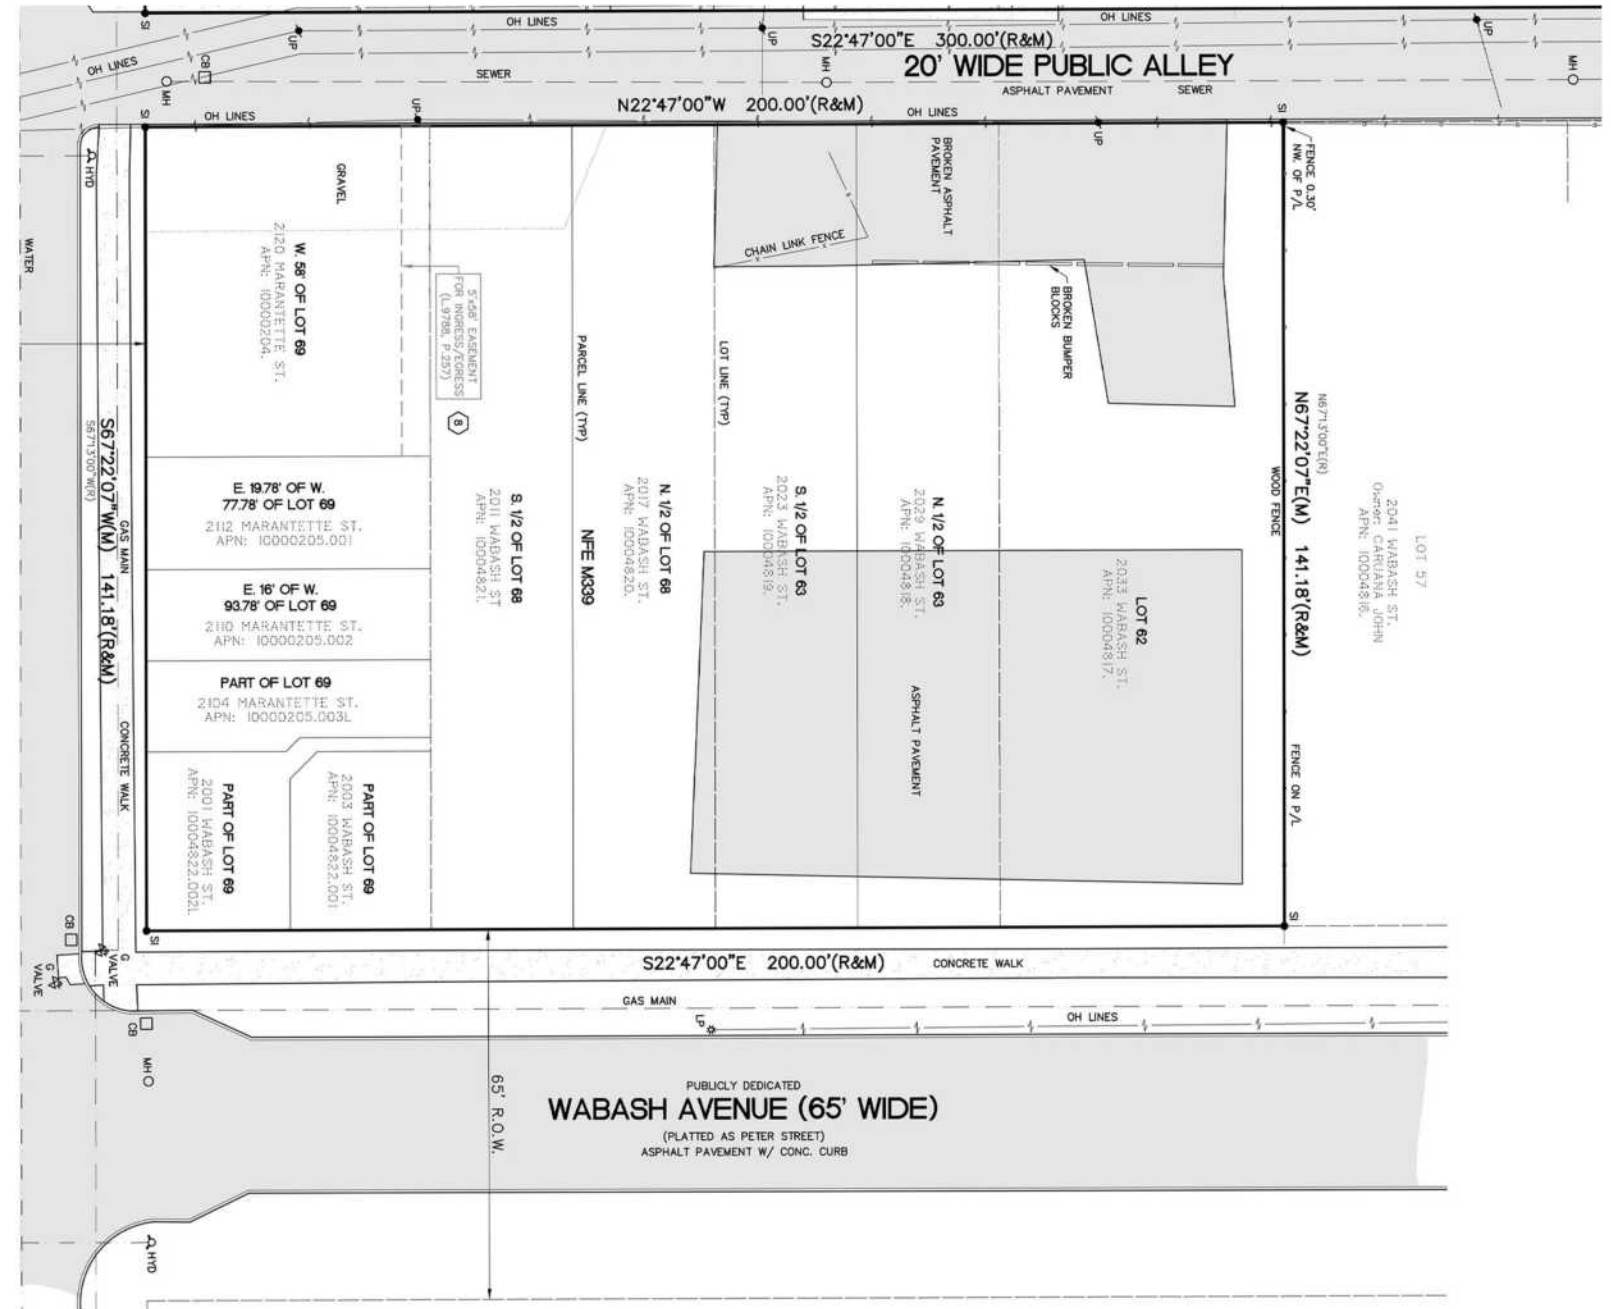 SI
OH LINES
OH LINES
UP
UP
UP
S22°47'00"E 300.00'(R&M)
OH LINES
CB
SEWER
MH
MH
MH
20' WIDE PUBLIC ALLEY
ASPHALT PAVEMENT
SEWER
SI
OH LINES
UP
N22°47'00"W 200.00'(R&M)
OH LINES
UP
SI
FENCE 0.30'
NW. OF P/L
HYD
WATER
GRAVEL
W. 58' OF LOT 69
2120 MARANTETTE ST.
APN: 10000204.
5'x58' EASEMENT
FOR INGRESS/EGRESS
(L.9788, P.257)
8
PARCEL LINE (TYP)
LOT LINE (TYP)
CHAIN LINK FENCE
BROKEN ASPHALT
PAVEMENT
BROKEN BUMPER
BLOCKS
N67°13'00"E(R)
N67°22'07"E(M) 141.18'(R&M)
WOOD FENCE
FENCE ON P/L
LOT 57
2041 WABASH ST.
Owner: CARUANA JOHN
APN: 10004816.
S67°22'07"W(M) 141.18'(R&M)
S67°13'00"W(R)
GAS MAIN
CONCRETE WALK
E. 19.78' OF W.
77.78' OF LOT 69
2112 MARANTETTE ST.
APN: 10000205.001
E. 16' OF W.
93.78' OF LOT 69
2110 MARANTETTE ST.
APN: 10000205.002
PART OF LOT 69
2104 MARANTETTE ST.
APN: 10000205.003L
PART OF LOT 69
2001 WABASH ST.
APN: 10004822.002L
PART OF LOT 69
2003 WABASH ST.
APN: 10004822.001
S. 1/2 OF LOT 68
2011 WABASH ST
APN: 10004821.
NFE M339
N. 1/2 OF LOT 68
2017 WABASH ST.
APN: 10004820.
S. 1/2 OF LOT 63
2023 WABASH ST.
APN: 10004819.
N. 1/2 OF LOT 63
2029 WABASH ST.
APN: 10004818.
LOT 62
2033 WABASH ST.
APN: 10004817.
ASPHALT PAVEMENT
SI
SI
CB
G
VALVE
G
VALVE
S22°47'00"E 200.00'(R&M)
CONCRETE WALK
GAS MAIN
LP
OH LINES
CB
MH
65' R.O.W.
PUBLICLY DEDICATED
WABASH AVENUE (65' WIDE)
(PLATTED AS PETER STREET)
ASPHALT PAVEMENT W/ CONC. CURB
HYD